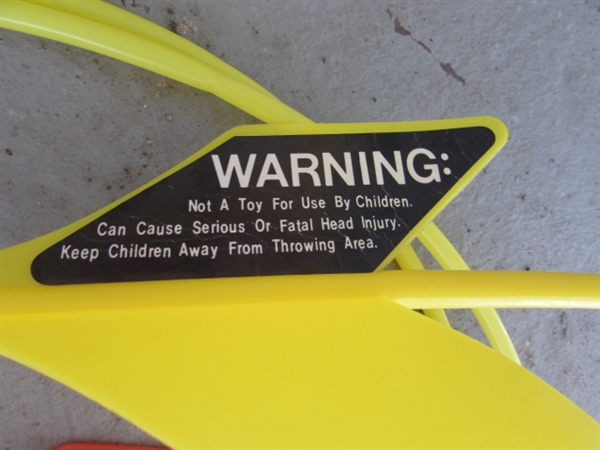 WARNING:
Not A Toy For Use By Children.
Can Cause Serious Or Fatal Head Injury.
Keep Children Away From Throwing Area.